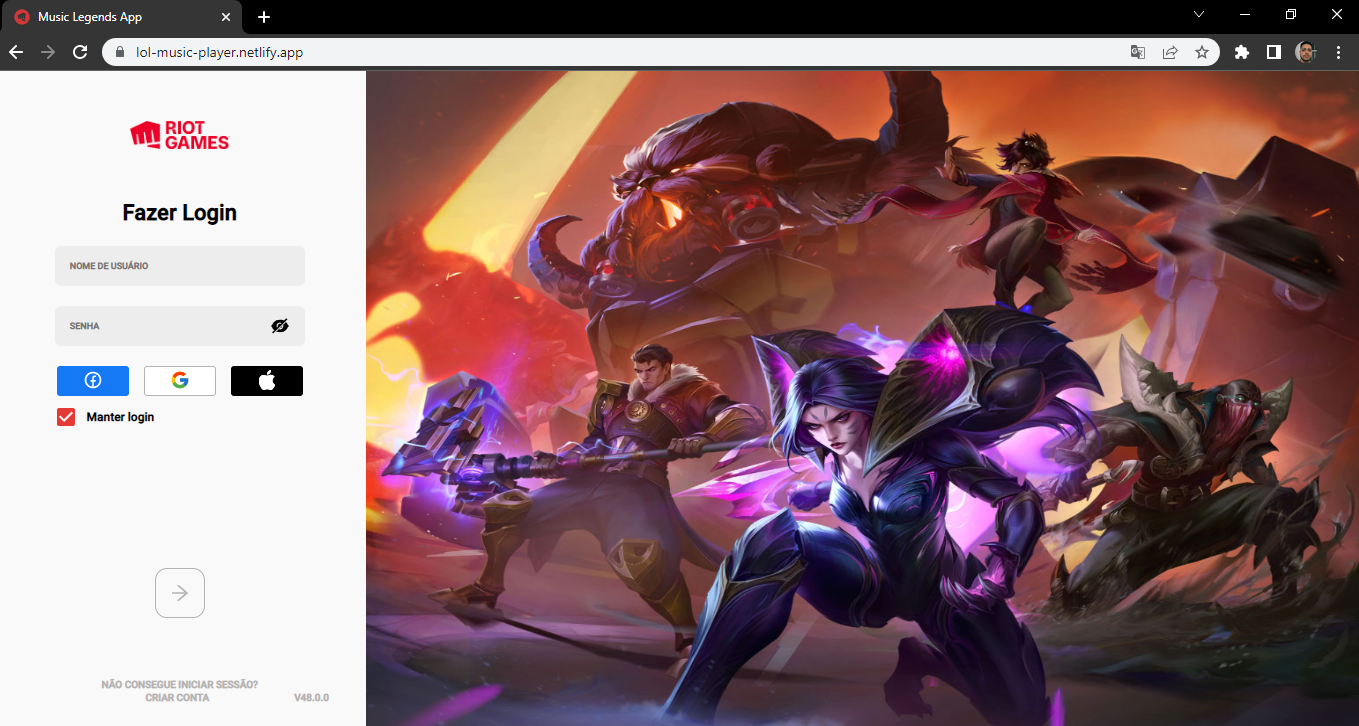 Music Legends App
lol-music-player.netlify.app
RIOT
GAMES
Fazer Login
NOME DE USUÁRIO
SENHA
Manter login
NÃO CONSEGUE INICIAR SESSÃO?
CRIAR CONTA
V48.0.0